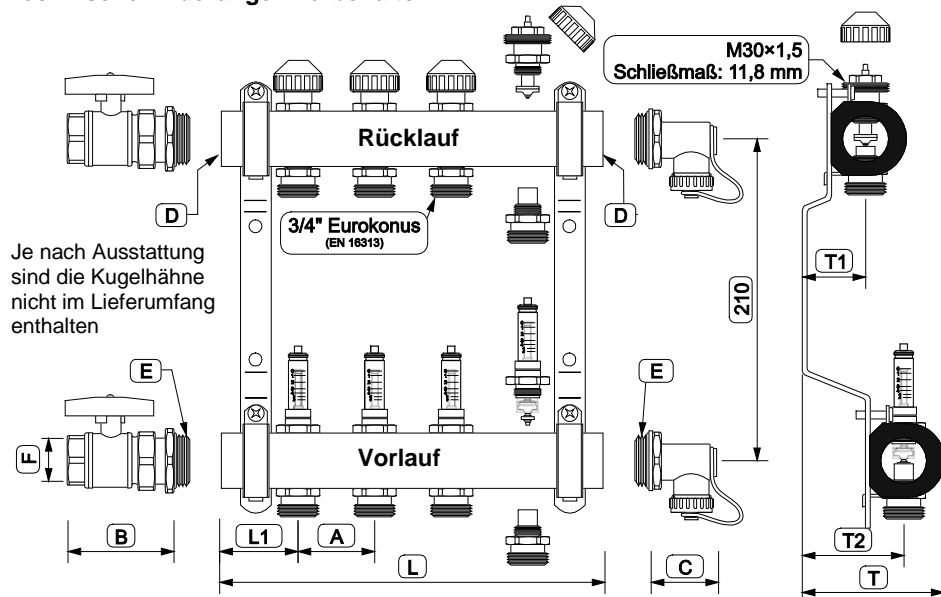 M30×1,5
Schließmaß: 11,8 mm
Rücklauf
D
D
3/4" Eurokonus
(EN 16313)
T1
Je nach Ausstattung
sind die Kugelhähne
nicht im Lieferumfang
enthalten
210
E
E
F
Vorlauf
B
L1
A
L
C
T2
T